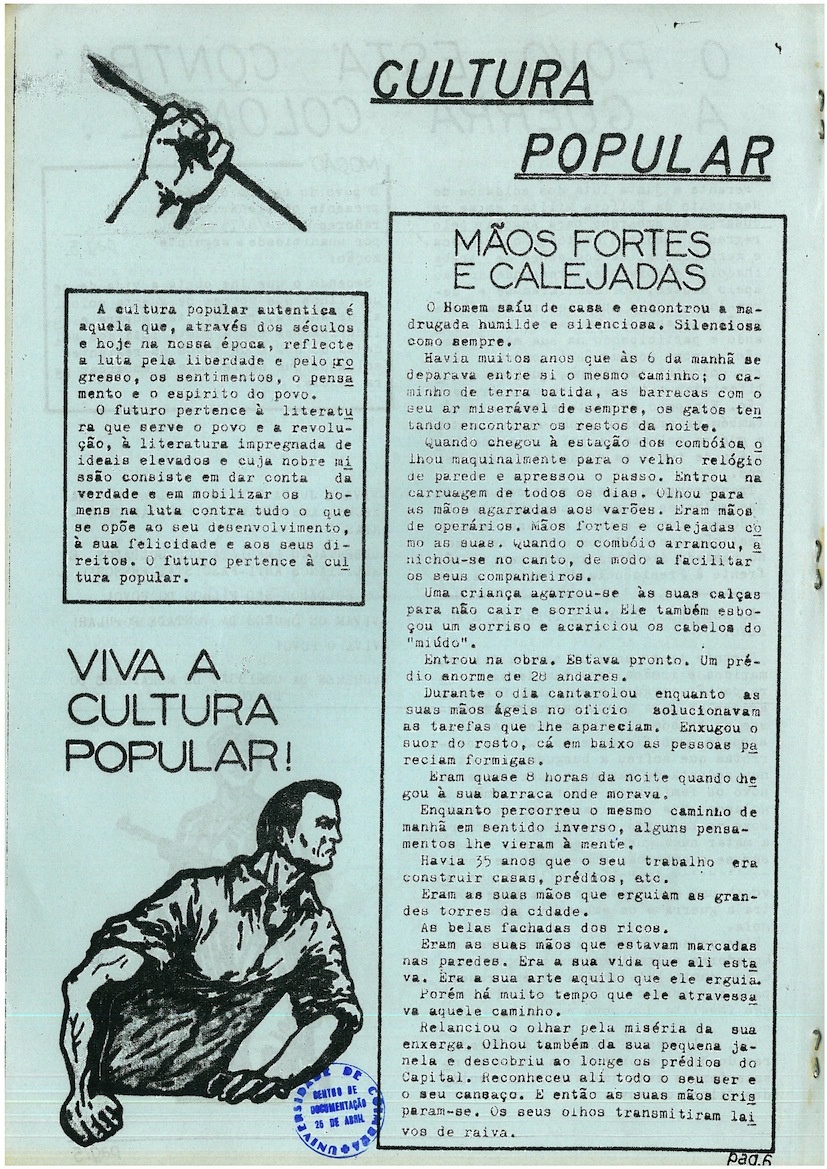 CULTURA
POPULAR
A cultura popular autentica é
aquela que, através dos séculos
e hoje na nossa época, reflecte
a luta pela liberdade e pelo pro
gresso, os sentimentos, o pensa
mento e o espirito do povo.
O futuro pertence à literatu
ra que serve o povo e a revolu-
ção, à literatura impregnada de
ideais elevados e cuja nobre mi
ssão consiste em dar conta da
verdade e em mobilizar os ho-
mens na luta contra tudo o que
se opõe ao seu desenvolvimento,
à sua felicidade e aos seus di-
reitos. O futuro pertence à cul
tura popular.
VIVA A
CULTURA
POPULAR!
MÃOS FORTES
E CALEJADAS
O Homem saíu de casa e encontrou a ma-
drugada humilde e silenciosa. Silenciosa
como sempre.
Havia muitos anos que às 6 da manhã se
deparava entre si o mesmo caminho; o ca-
minho de terra batida, as barracas com o
seu ar miserável de sempre, os gatos ten
tando encontrar os restos da noite.
Quando chegou à estação dos combóios o
lhou maquinalmente para o velho relógio
de parede e apressou o passo. Entrou na
carruagem de todos os dias. Olhou para
as mãos agarradas aos varões. Eram mãos
de operários. Mãos fortes e calejadas co
mo as suas. Quando o combóio arrancou, a
nichou-se no canto, de modo a facilitar
os seus companheiros.
Uma criança agarrou-se às suas calças
para não cair e sorriu. Ele também esbo-
çou um sorriso e acariciou os cabelos do
"miúdo".
Entrou na obra. Estava pronto. Um pré-
dio anorme de 28 andares.
Durante o dia cantarolou enquanto as
suas mãos ágeis no oficio solucionavam
as tarefas que lhe apareciam. Enxugou o
suor do rosto, cá em baixo as pessoas pa
reciam formigas.
Eram quase 8 horas da noite quando che
gou à sua barraca onde morava.
Enquanto percorreu o mesmo caminho de
manhã em sentido inverso, alguns pensa-
mentos lhe vieram à mente.
Havia 35 anos que o seu trabalho era
construir casas, prédios, etc.
Eram as suas mãos que erguiam as gran-
des torres da cidade.
As belas fachadas dos ricos.
Eram as suas mãos que estavam marcadas
nas paredes. Era a sua vida que ali esta
va. Era a sua arte aquilo que ele erguia.
Porém há muito tempo que ele atravessa
va aquele caminho.
Relanciou o olhar pela miséria da sua
enxerga. Olhou também da sua pequena ja-
nela e descobriu ao longe os prédios do
Capital. Reconheceu ali todo o seu ser e
o seu cansaço. E então as suas mãos cris
param-se. Os seus olhos transmitiram lai
vos de raiva.
UNIVERSIDADE DE COIMBRA
CENTRO DE
DOCUMENTAÇÃO
25 DE ABRIL
pag.6